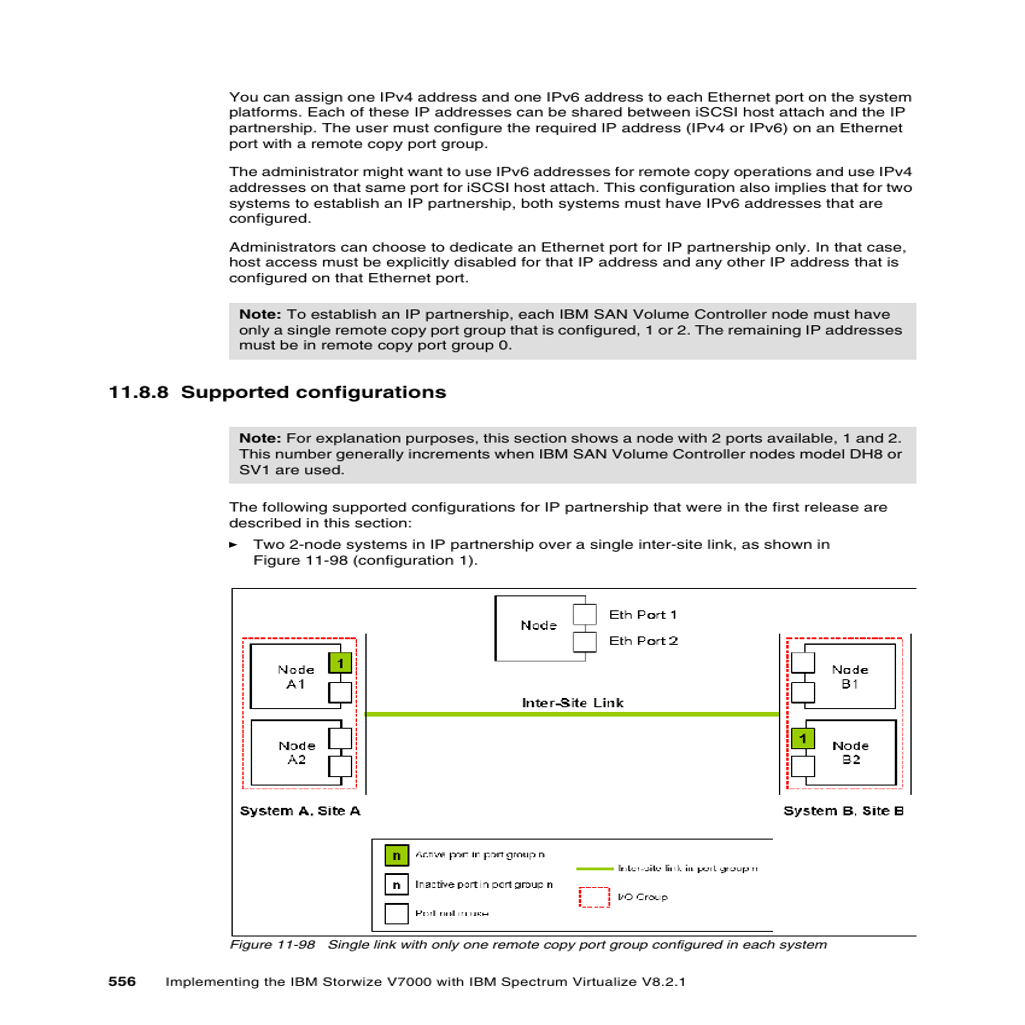 You can assign one IPv4 address and one IPv6 address to each Ethernet port on the system
platforms. Each of these IP addresses can be shared between iSCSI host attach and the IP
partnership. The user must configure the required IP address (IPv4 or IPv6) on an Ethernet
port with a remote copy port group.
The administrator might want to use IPv6 addresses for remote copy operations and use IPv4
addresses on that same port for iSCSI host attach. This configuration also implies that for two
systems to establish an IP partnership, both systems must have IPv6 addresses that are
configured.
Administrators can choose to dedicate an Ethernet port for IP partnership only. In that case,
host access must be explicitly disabled for that IP address and any other IP address that is
configured on that Ethernet port.
Note: To establish an IP partnership, each IBM SAN Volume Controller node must have
only a single remote copy port group that is configured, 1 or 2. The remaining IP addresses
must be in remote copy port group 0.
11.8.8 Supported configurations
Note: For explanation purposes, this section shows a node with 2 ports available, 1 and 2.
This number generally increments when IBM SAN Volume Controller nodes model DH8 or
SV1 are used.
The following supported configurations for IP partnership that were in the first release are
described in this section:
► Two 2-node systems in IP partnership over a single inter-site link, as shown in
Figure 11-98 (configuration 1).
Node
Eth Port 1
Eth Port 2
Node
A1
1
Node
A2
Inter-Site Link
Node
B1
1
Node
B2
System A, Site A
System B, Site B
n Active port in port group n
n Inactive port in port group n
Port not in use
Inter-site link in port group n
I/O Group
Figure 11-98 Single link with only one remote copy port group configured in each system
556 Implementing the IBM Storwize V7000 with IBM Spectrum Virtualize V8.2.1